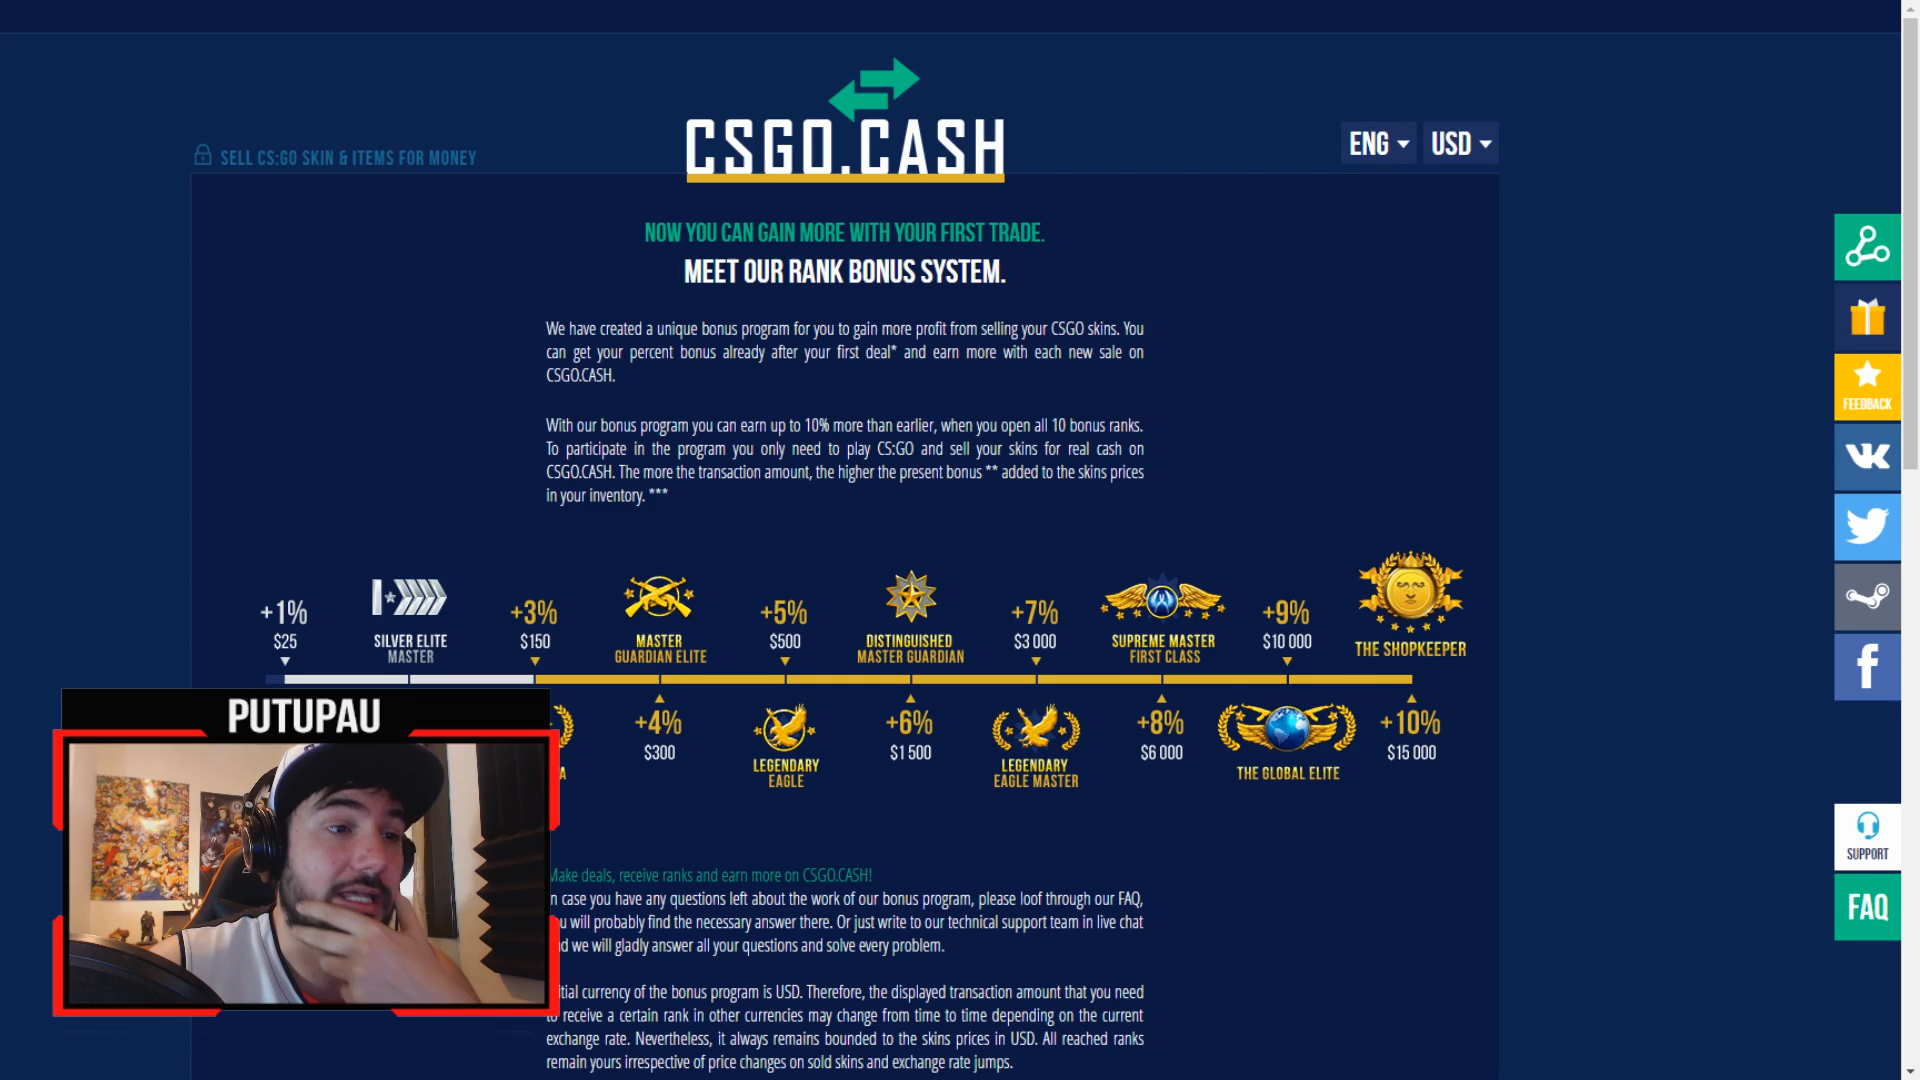 CSGO.CASH
SELL CS:GO SKIN & ITEMS FOR MONEY
ENG
USD
NOW YOU CAN GAIN MORE WITH YOUR FIRST TRADE.
MEET OUR RANK BONUS SYSTEM.
We have created a unique bonus program for you to gain more profit from selling your CSGO skins. You
can get your percent bonus already after your first deal* and earn more with each new sale on
CSGO.CASH.
With our bonus program you can earn up to 10% more than earlier, when you open all 10 bonus ranks.
To participate in the program you only need to play CS:GO and sell your skins for real cash on
CSGO.CASH. The more the transaction amount, the higher the present bonus ** added to the skins prices
in your inventory. ***
+1%
$25
SILVER ELITE
MASTER
+3%
$150
MASTER
GUARDIAN ELITE
+5%
$500
DISTINGUISHED
MASTER GUARDIAN
+7%
$3 000
SUPREME MASTER
FIRST CLASS
+9%
$10 000
THE SHOPKEEPER
A
+4%
$300
LEGENDARY
EAGLE
+6%
$1 500
LEGENDARY
EAGLE MASTER
+8%
$6 000
THE GLOBAL ELITE
+10%
$15 000
PUTUPAU
Make deals, receive ranks and earn more on CSGO.CASH!
n case you have any questions left about the work of our bonus program, please loof through our FAQ,
u will probably find the necessary answer there. Or just write to our technical support team in live chat
d we will gladly answer all your questions and solve every problem.
tial currency of the bonus program is USD. Therefore, the displayed transaction amount that you need
to receive a certain rank in other currencies may change from time to time depending on the current
exchange rate. Nevertheless, it always remains bounded to the skins prices in USD. All reached ranks
remain yours irrespective of price changes on sold skins and exchange rate jumps.
FEEDBACK
SUPPORT
FAQ